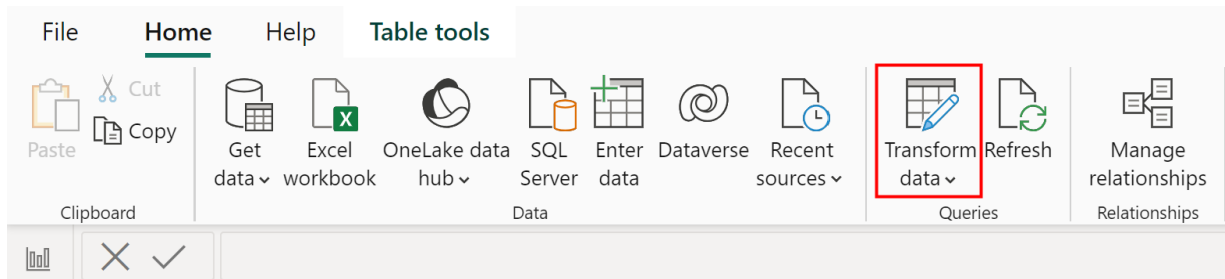 File Home Help Table tools
Cut
Copy
Paste
Get data
Excel workbook
OneLake data hub
SQL Server
Enter data
Dataverse
Recent sources
Transform data
Refresh
Manage relationships
Clipboard Data Queries Relationships